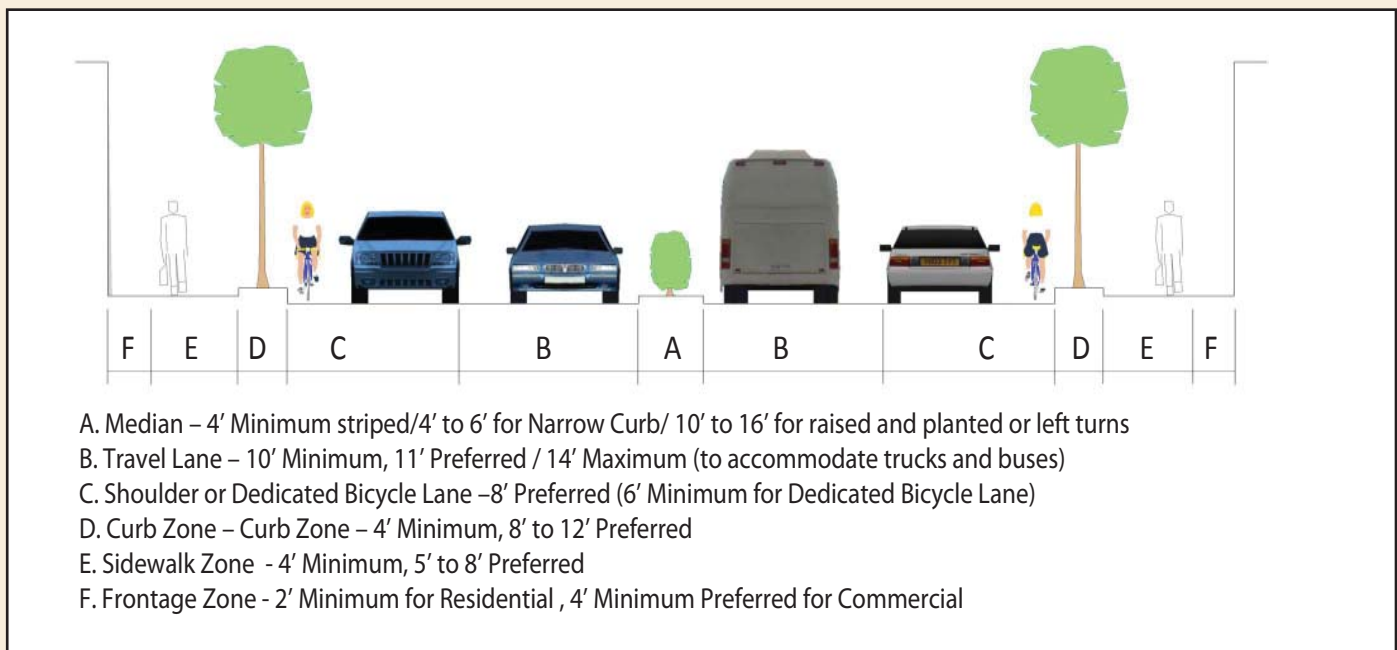 F E D C B A B C D E F
A. Median – 4’ Minimum striped/4’ to 6’ for Narrow Curb/ 10’ to 16’ for raised and planted or left turns
B. Travel Lane – 10’ Minimum, 11’ Preferred / 14’ Maximum (to accommodate trucks and buses)
C. Shoulder or Dedicated Bicycle Lane –8’ Preferred (6’ Minimum for Dedicated Bicycle Lane)
D. Curb Zone – Curb Zone – 4’ Minimum, 8’ to 12’ Preferred
E. Sidewalk Zone - 4’ Minimum, 5’ to 8’ Preferred
F. Frontage Zone - 2’ Minimum for Residential , 4’ Minimum Preferred for Commercial